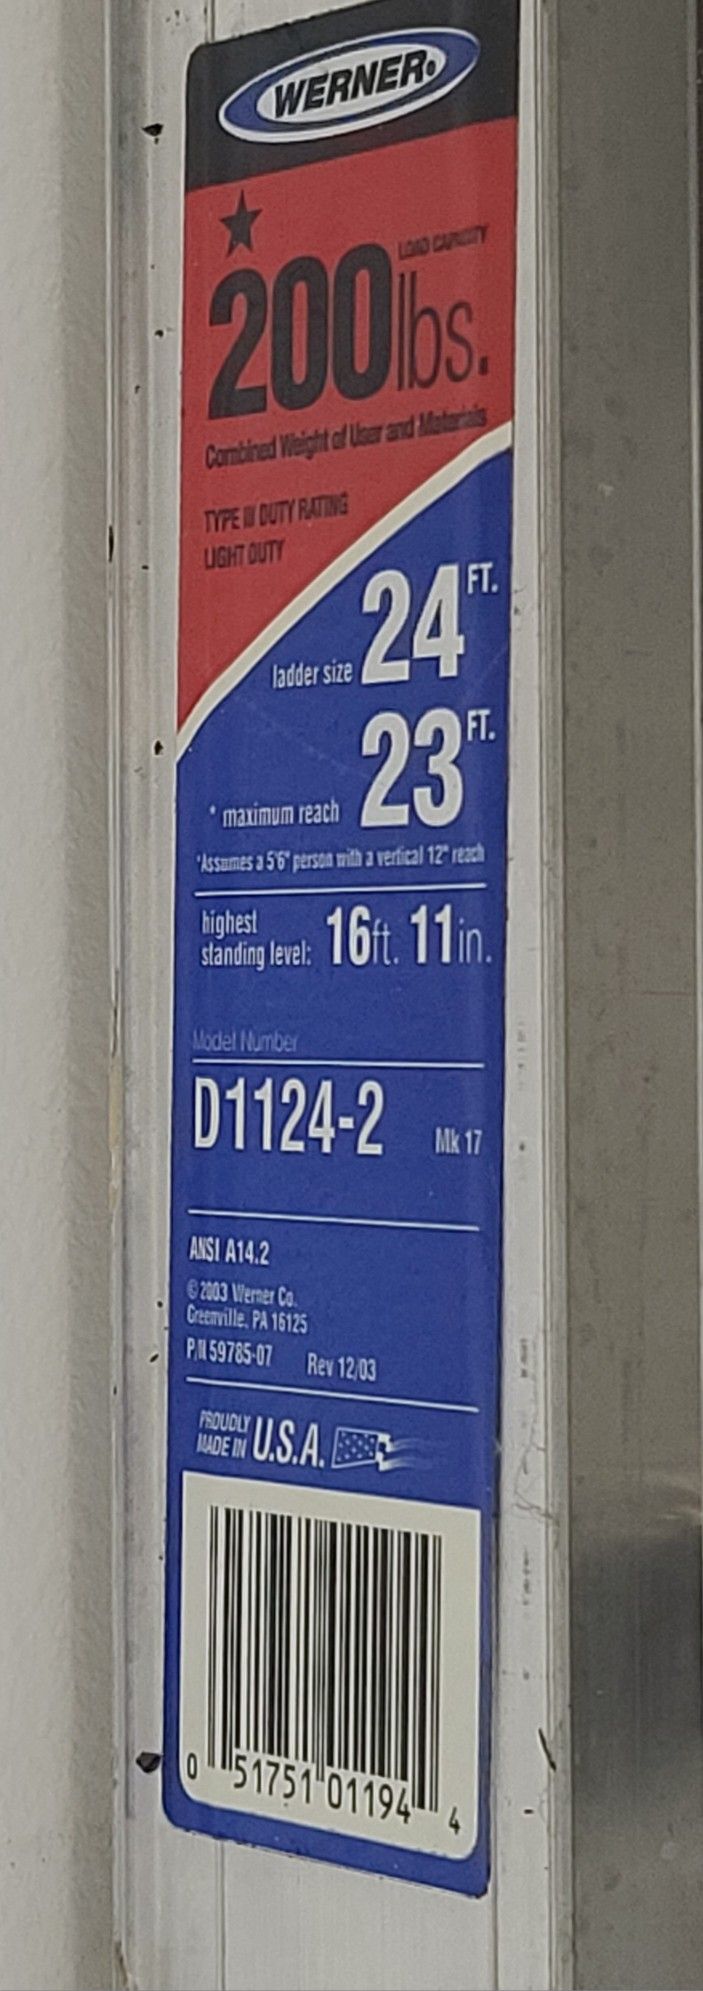 WERNER®
LOAD CAPACITY
200lbs.
Combined Weight of User and Materials
TYPE III DUTY RATING
LIGHT DUTY
ladder size 24 FT.
* maximum reach 23 FT.
*Assumes a 5'6" person with a vertical 12" reach
highest
standing level: 16ft. 11in.
Model Number
D1124-2 Mk 17
ANSI A14.2
© 2003 Werner Co.
Greenville, PA 16125
P/N 59785-07 Rev 12/03
PROUDLY
MADE IN U.S.A.
0 51751 01194 4